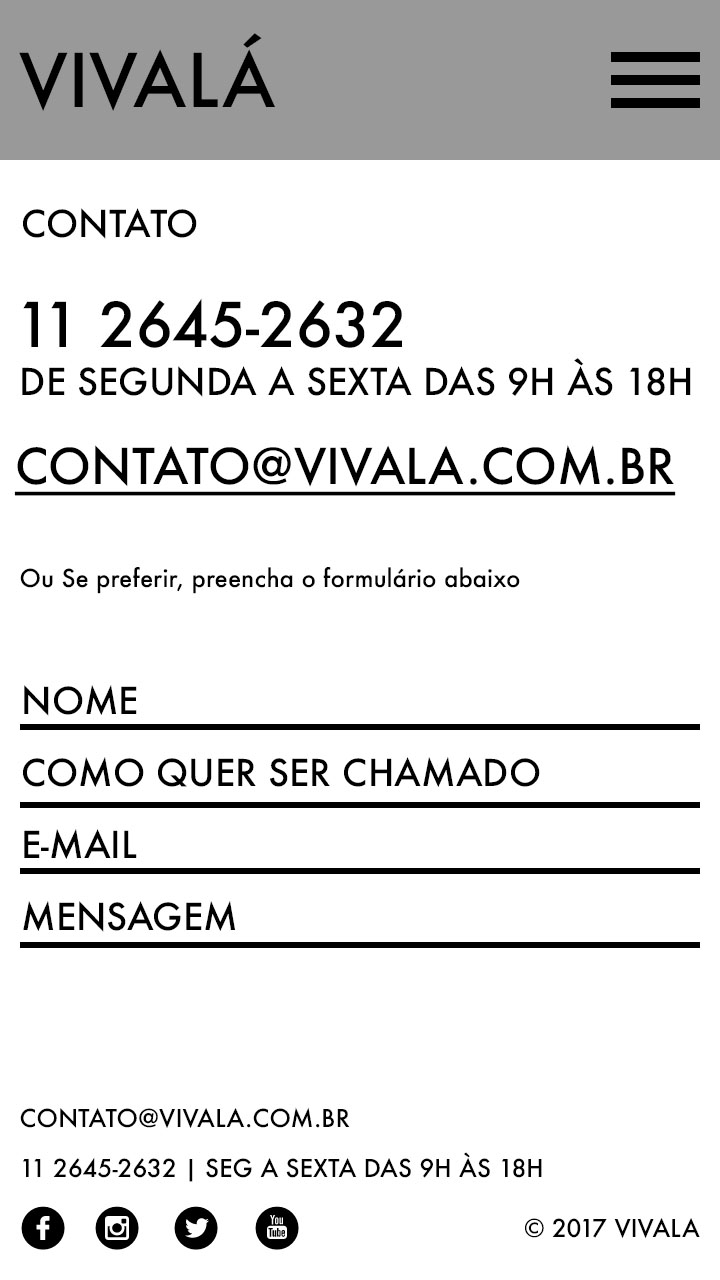 VIVALÁ
CONTATO
11 2645-2632
DE SEGUNDA A SEXTA DAS 9H ÀS 18H
CONTATO@VIVALA.COM.BR
Ou Se preferir, preencha o formulário abaixo
NOME
COMO QUER SER CHAMADO
E-MAIL
MENSAGEM
CONTATO@VIVALA.COM.BR
11 2645-2632 | SEG A SEXTA DAS 9H ÀS 18H
You
Tube
© 2017 VIVALA